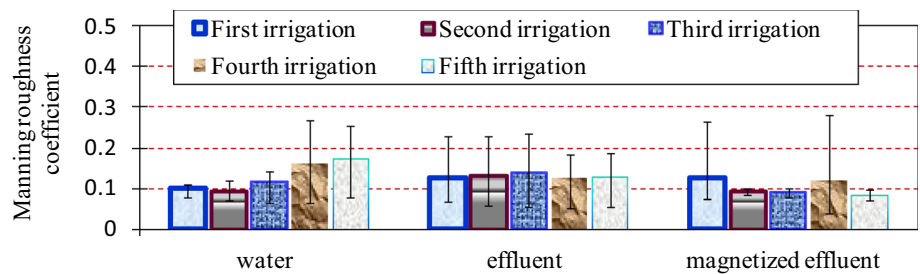 Manning roughness
coefficient
0.5
0.4
0.3
0.2
0.1
0
First irrigation
Second irrigation
Third irrigation
Fourth irrigation
Fifth irrigation
water
effluent
magnetized effluent